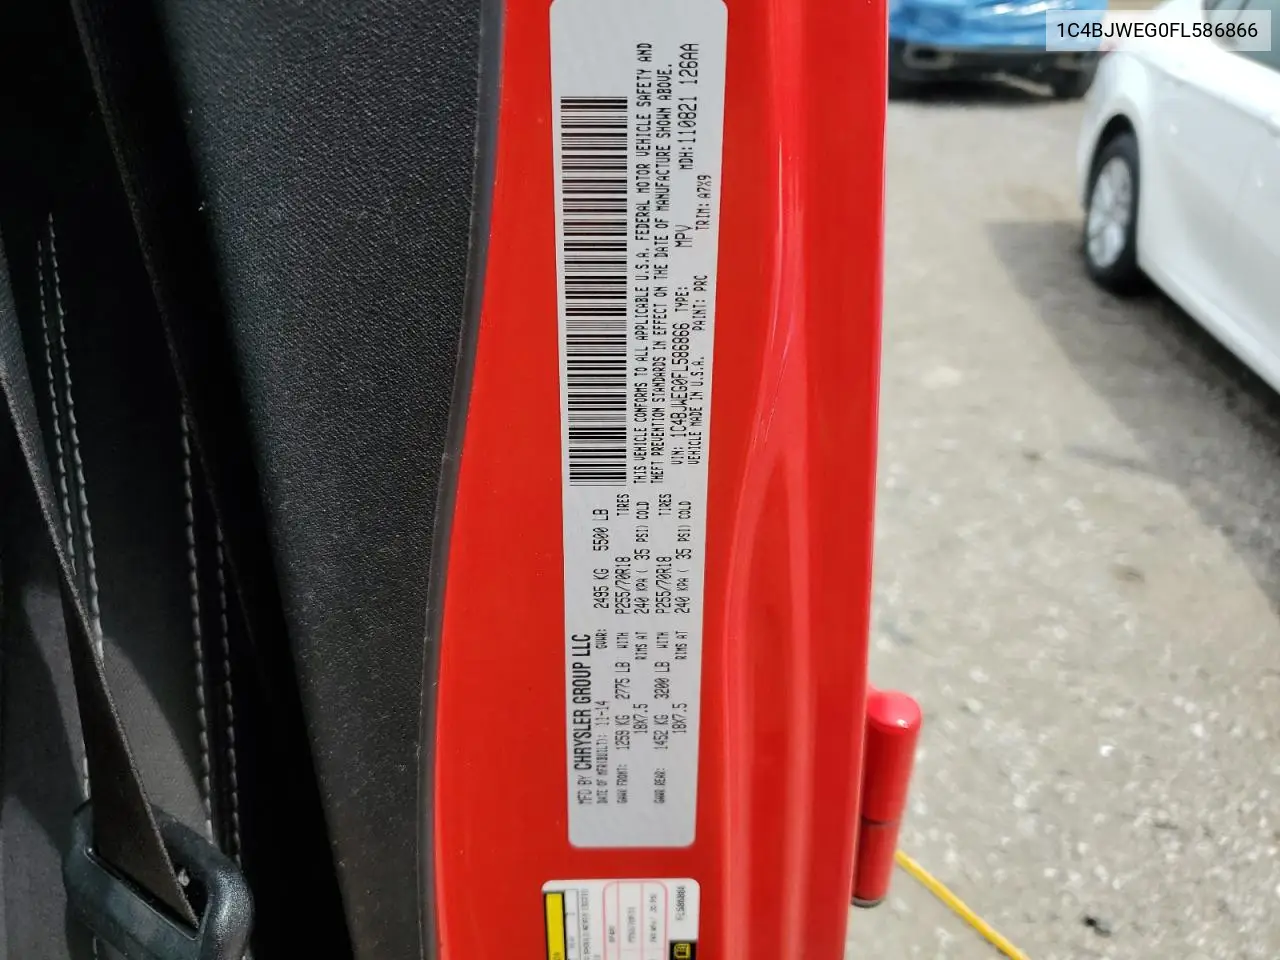 1C4BJWEG0FL586866
MFD BY CHRYSLER GROUP LLC
DATE OF MFR(BUILT): 11-14 GVWR: 2495 KG 5500 LB
GAWR FRONT: 1259 KG 2775 LB WITH P255/70R18 TIRES
18X7.5 RIMS AT 240 KPA ( 35 PSI) COLD
GAWR REAR: 1452 KG 3200 LB WITH P255/70R18 TIRES
18X7.5 RIMS AT 240 KPA ( 35 PSI) COLD
THIS VEHICLE CONFORMS TO ALL APPLICABLE U.S.A. FEDERAL MOTOR VEHICLE SAFETY AND
THEFT PREVENTION STANDARDS IN EFFECT ON THE DATE OF MANUFACTURE SHOWN ABOVE.
VIN: 1C4BJWEG0FL586866 TYPE: MPV MDH: 110821 126AA
VEHICLE MADE IN U.S.A. PAINT: PRC TRIM: A7X9